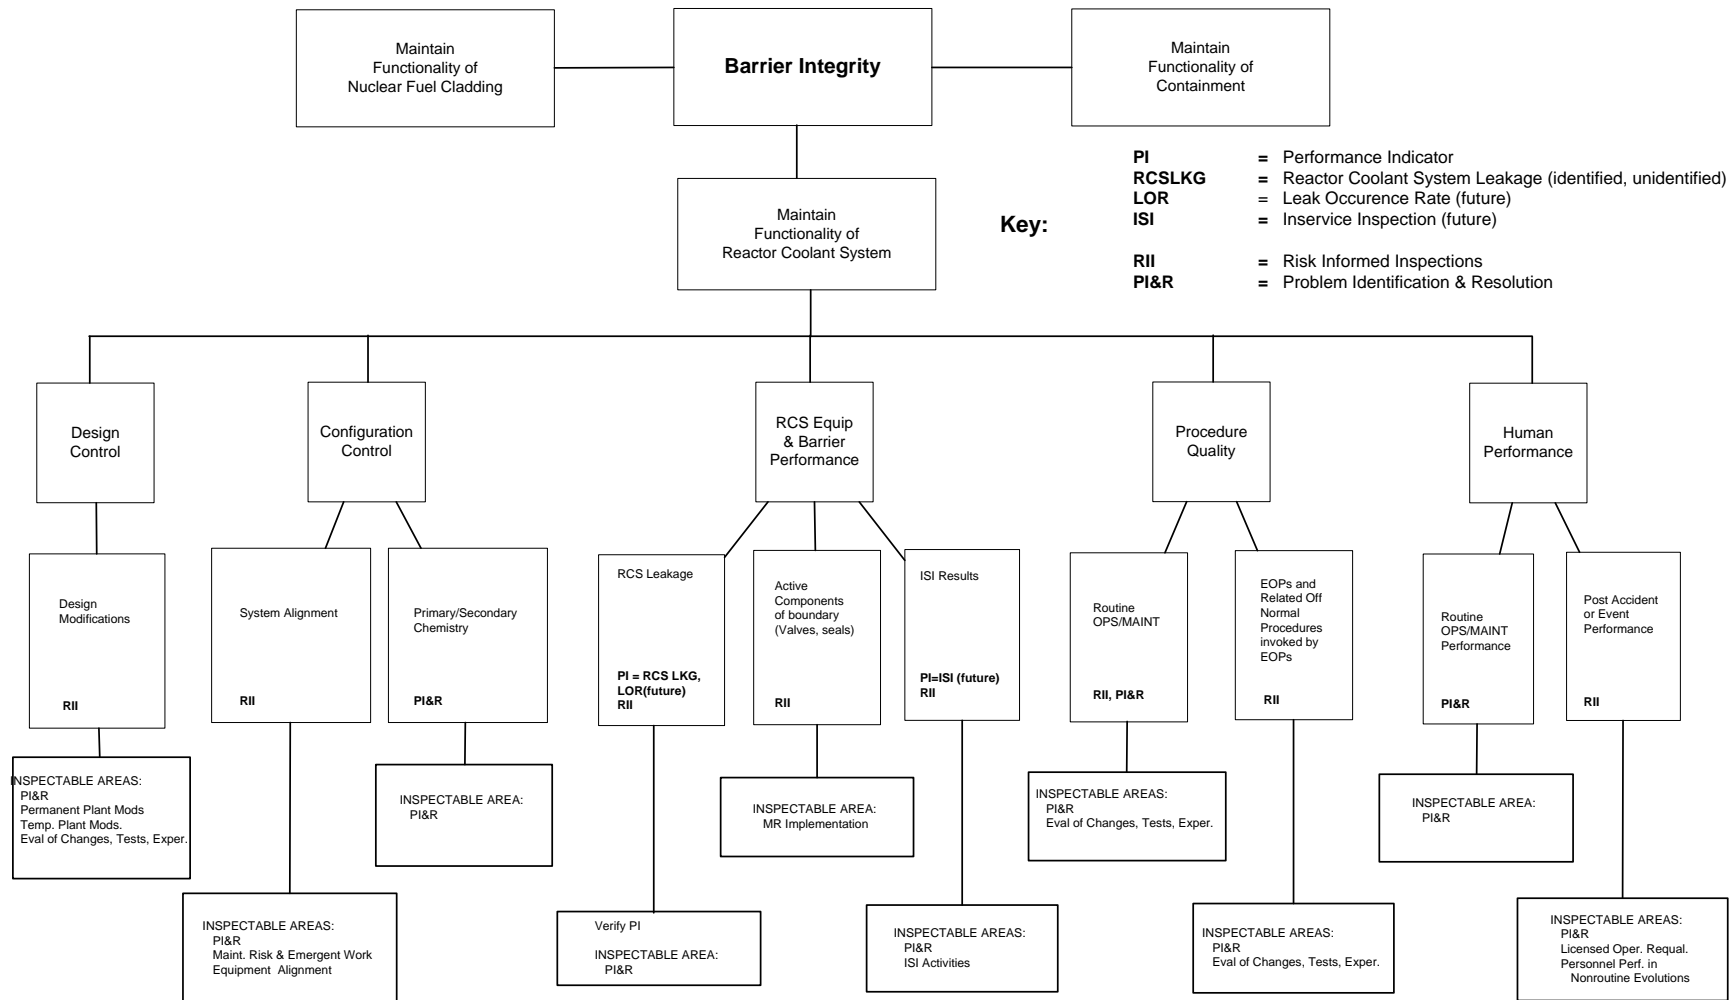 Maintain
Functionality of
Nuclear Fuel Cladding
Barrier Integrity
Maintain
Functionality of
Containment
Maintain
Functionality of
Reactor Coolant System
Key:
PI = Performance Indicator
RCSLKG = Reactor Coolant System Leakage (identified, unidentified)
LOR = Leak Occurence Rate (future)
ISI = Inservice Inspection (future)
RII = Risk Informed Inspections
PI&R = Problem Identification & Resolution
Design
Control
Configuration
Control
RCS Equip
& Barrier
Performance
Procedure
Quality
Human
Performance
Design
Modifications
RII
System Alignment
RII
Primary/Secondary
Chemistry
PI&R
RCS Leakage
PI = RCS LKG,
LOR(future)
RII
Active
Components
of boundary
(Valves, seals)
RII
ISI Results
PI=ISI (future)
RII
Routine
OPS/MAINT
RII, PI&R
EOPs and
Related Off
Normal
Procedures
invoked by
EOPs
RII
Routine
OPS/MAINT
Performance
PI&R
Post Accident
or Event
Performance
RII
INSPECTABLE AREAS:
PI&R
Permanent Plant Mods
Temp. Plant Mods.
Eval of Changes, Tests, Exper.
INSPECTABLE AREAS:
PI&R
Maint. Risk & Emergent Work
Equipment Alignment
INSPECTABLE AREA:
PI&R
Verify PI
INSPECTABLE AREA:
PI&R
INSPECTABLE AREA:
MR Implementation
INSPECTABLE AREAS:
PI&R
ISI Activities
INSPECTABLE AREAS:
PI&R
Eval of Changes, Tests, Exper.
INSPECTABLE AREAS:
PI&R
Eval of Changes, Tests, Exper.
INSPECTABLE AREA:
PI&R
INSPECTABLE AREAS:
PI&R
Licensed Oper. Requal.
Personnel Perf. in
Nonroutine Evolutions